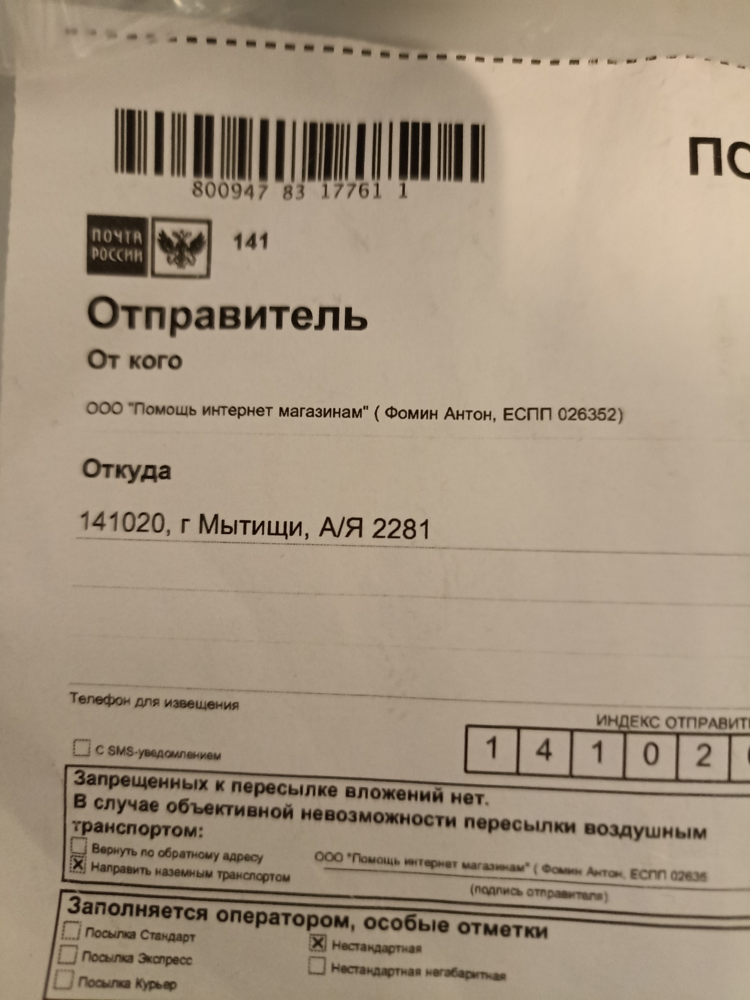 ПО
800947 83 17761 1
ПОЧТА
РОССИИ
141
Отправитель
От кого
ООО "Помощь интернет магазинам" ( Фомин Антон, ЕСПП 026352)
Откуда
141020, г Мытищи, А/Я 2281
Телефон для извещения
ИНДЕКС ОТПРАВИТ
С SMS-уведомлением
1 4 1 0 2
Запрещенных к пересылке вложений нет.
В случае объективной невозможности пересылки воздушным
транспортом:
Вернуть по обратному адресу
X Направить наземным транспортом
ООО "Помощь интернет магазинам" ( Фомин Антон, ЕСПП 02635
(подпись отправителя)
Заполняется оператором, особые отметки
Посылка Стандарт
X Нестандартная
Посылка Экспресс
Нестандартная негабаритная
Посылка Курьер